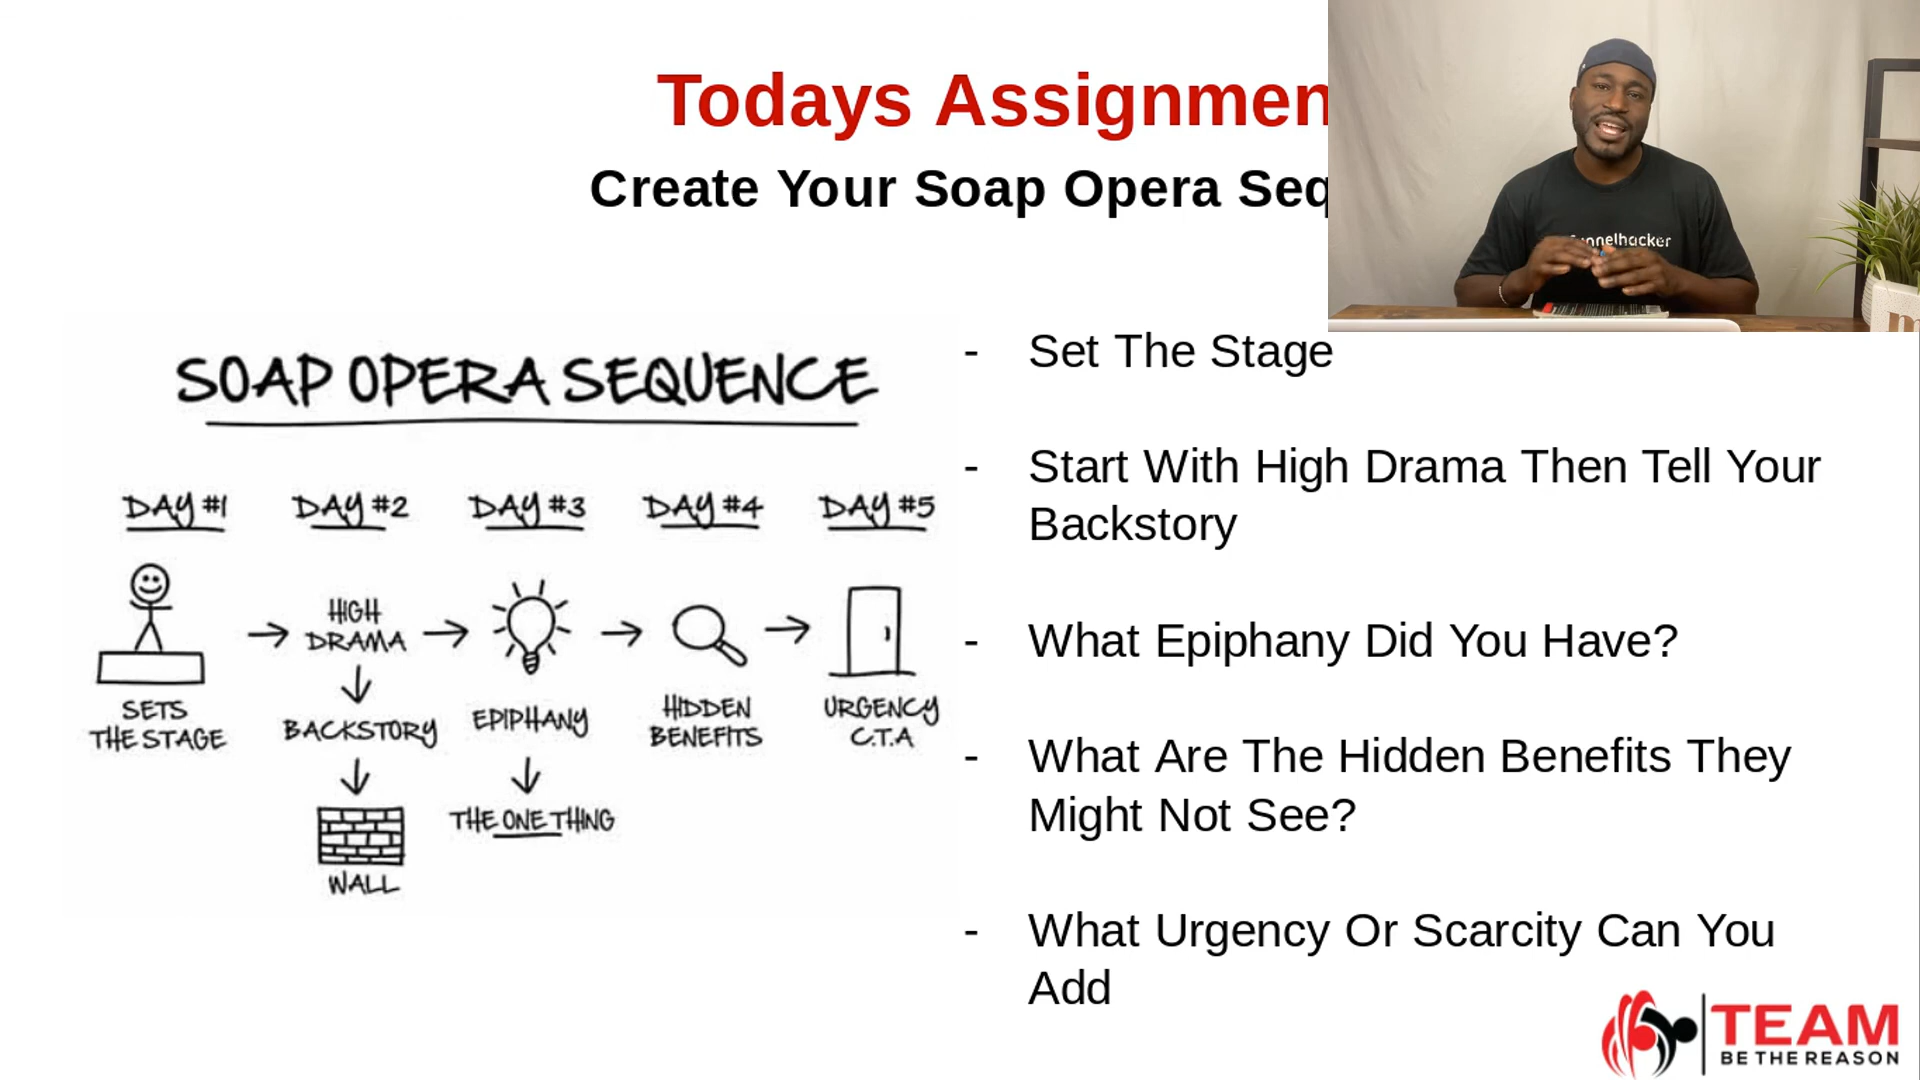 Todays Assignmen
Create Your Soap Opera Seq
funnelhacker
SOAP OPERA SEQUENCE
DAY #1 DAY #2 DAY #3 DAY #4 DAY #5
HIGH
DRAMA
SETS
THE STAGE
BACKSTORY
WALL
EPIPHANY
THE ONE THING
HIDDEN
BENEFITS
URGENCY
C.T.A
- Set The Stage
- Start With High Drama Then Tell Your
Backstory
- What Epiphany Did You Have?
- What Are The Hidden Benefits They
Might Not See?
- What Urgency Or Scarcity Can You
Add
TEAM
BE THE REASON